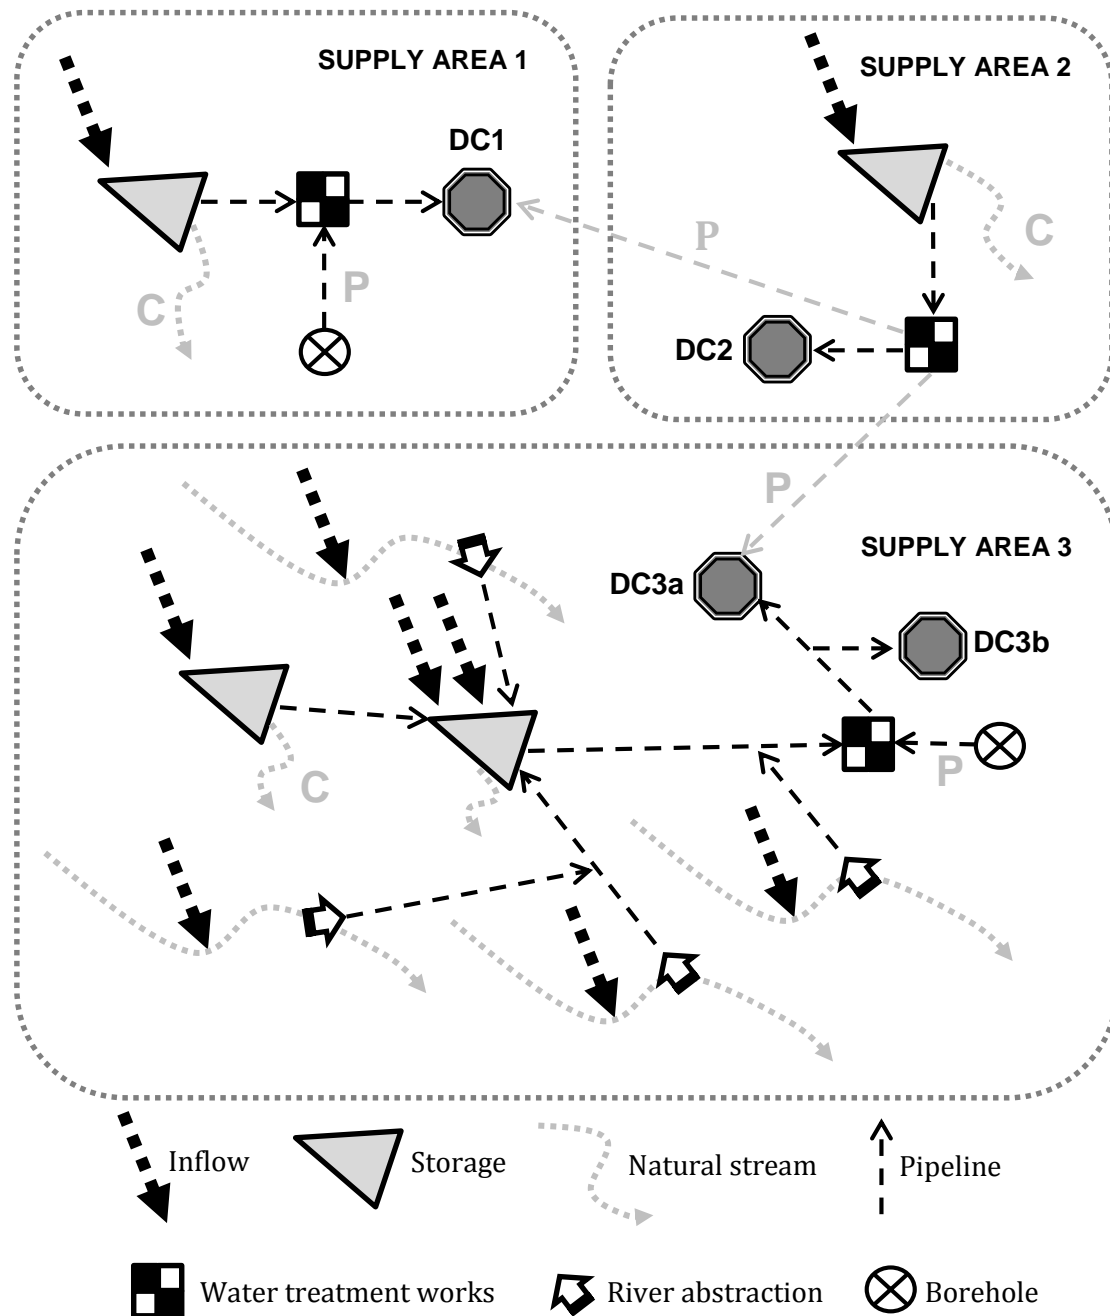 SUPPLY AREA 1
SUPPLY AREA 2
DC1
P
C
C
P
DC2
P
SUPPLY AREA 3
DC3a
DC3b
C
P
Inflow
Storage
Natural stream
Pipeline
Water treatment works
River abstraction
Borehole